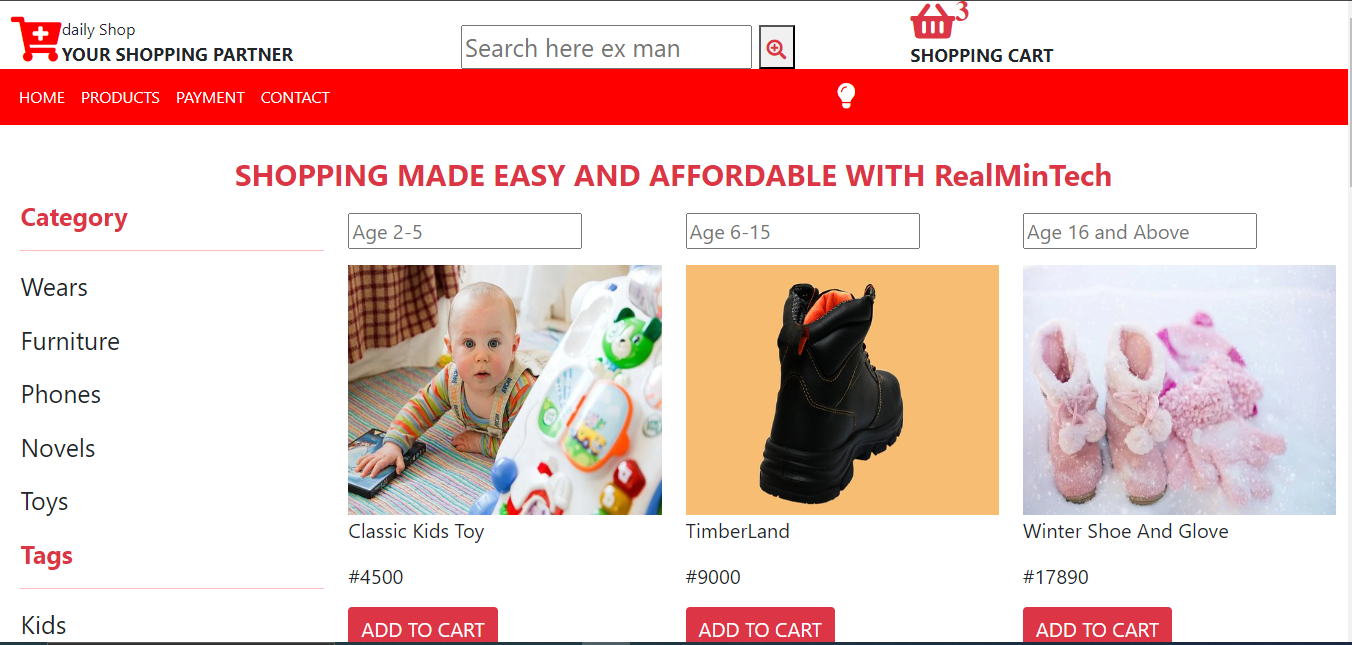 daily Shop
YOUR SHOPPING PARTNER
Search here ex man
3
SHOPPING CART
HOME PRODUCTS PAYMENT CONTACT
SHOPPING MADE EASY AND AFFORDABLE WITH RealMinTech
Category
Wears
Furniture
Phones
Novels
Toys
Tags
Kids
Age 2-5
Classic Kids Toy
#4500
ADD TO CART
Age 6-15
TimberLand
#9000
ADD TO CART
Age 16 and Above
Winter Shoe And Glove
#17890
ADD TO CART